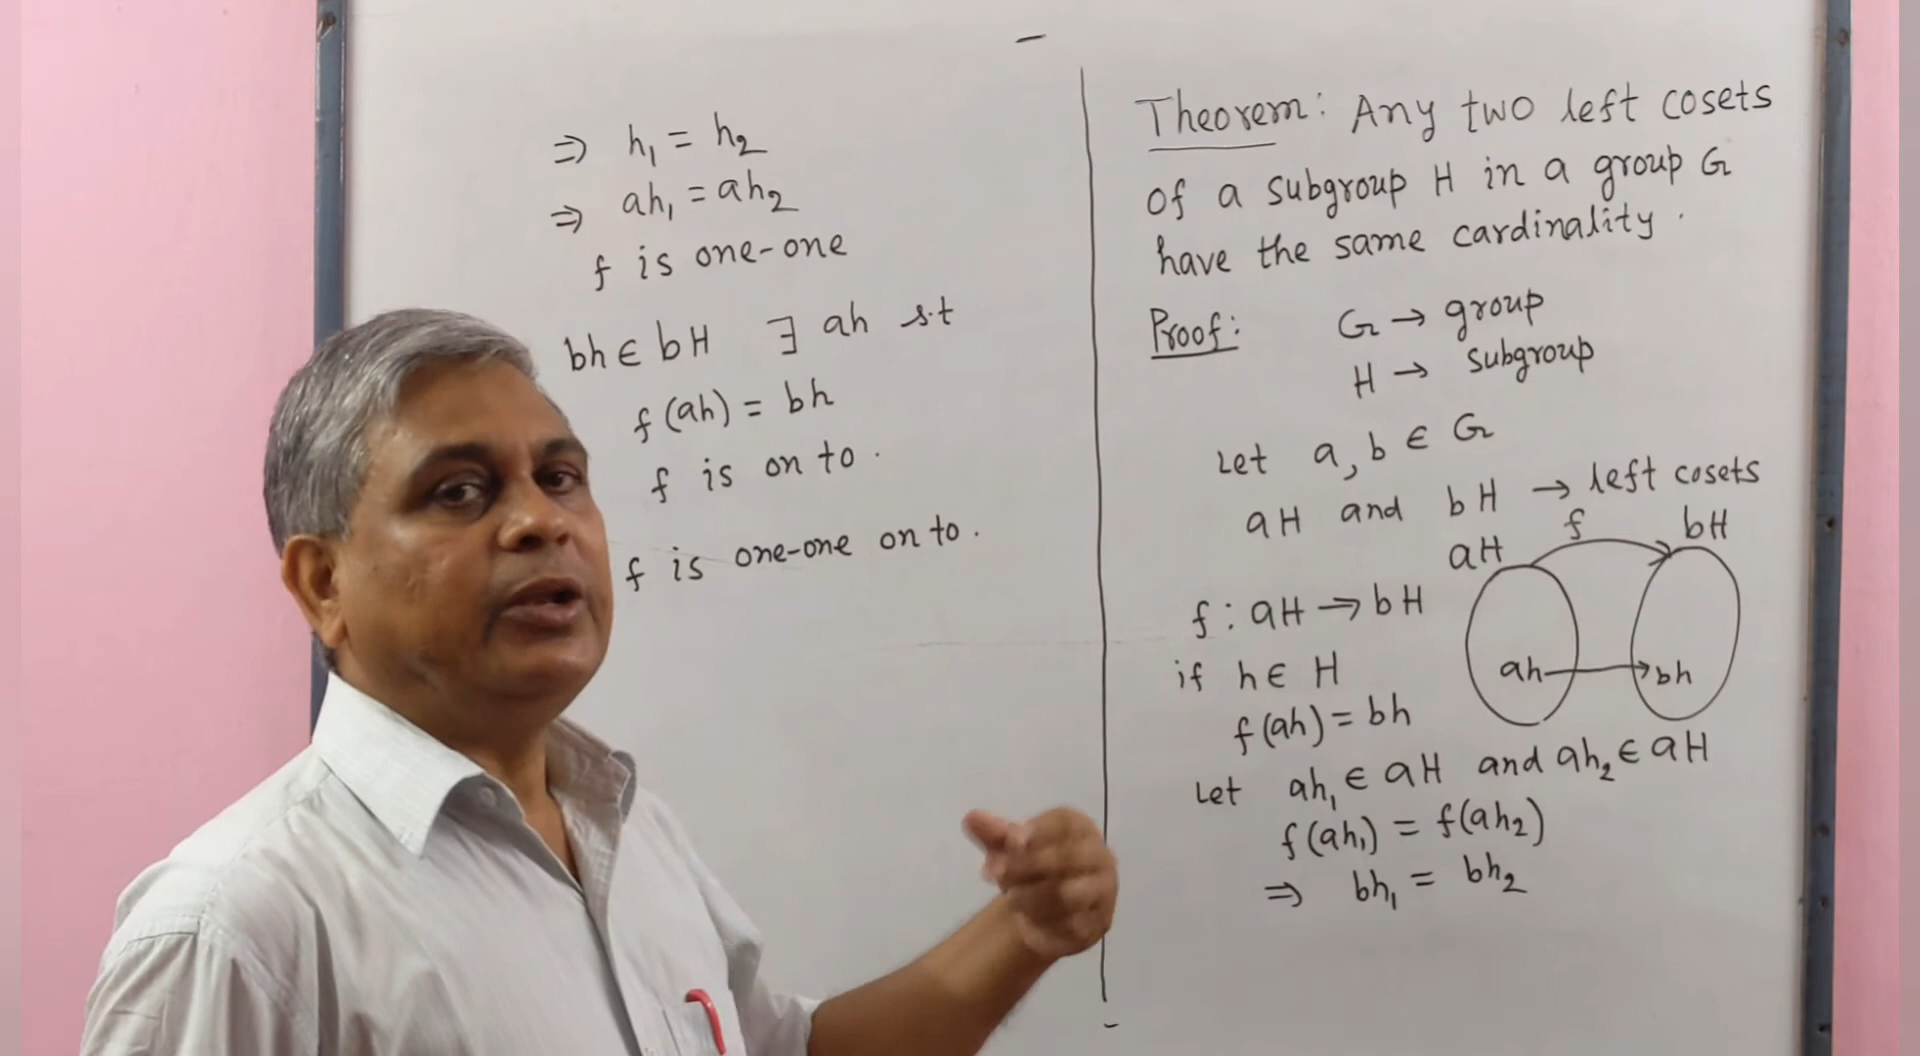 Theorem: Any two left cosets
of a subgroup H in a group G
have the same cardinality.
Proof: G → group
H → subgroup
Let a, b ∈ G
aH and bH → left cosets
f
aH bH
f : aH → bH
if h ∈ H
ah → bh
f(ah) = bh
Let ah₁ ∈ aH and ah₂ ∈ aH
f(ah₁) = f(ah₂)
⇒ bh₁ = bh₂
⇒ h₁ = h₂
⇒ ah₁ = ah₂
f is one-one
bh ∈ bH ∃ ah s.t
f(ah) = bh
f is on to.
f is one-one on to.